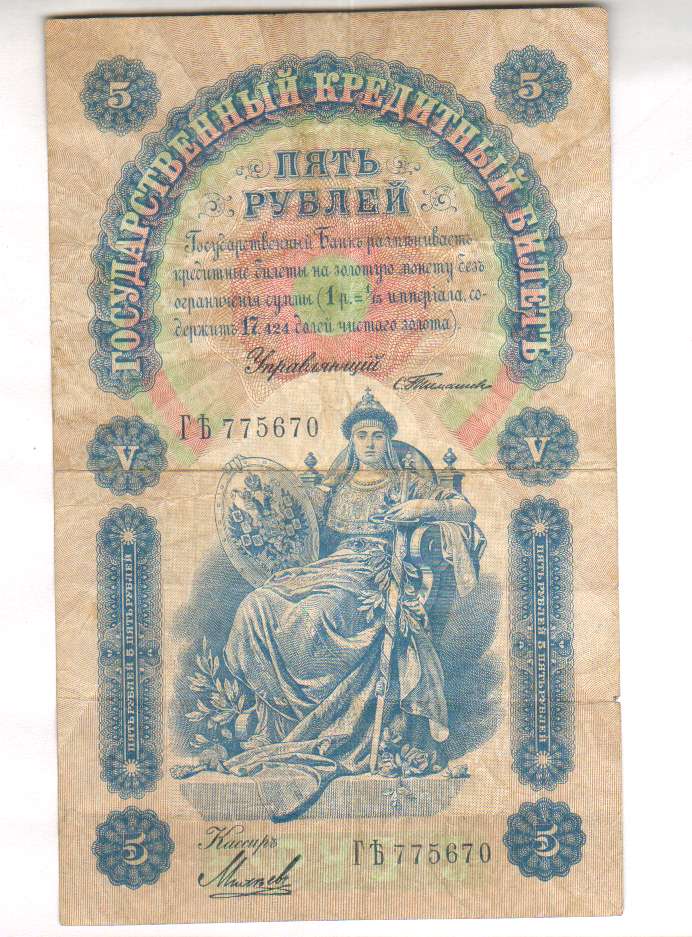 5 5
ГОСУДАРСТВЕННЫЙ КРЕДИТНЫЙ БИЛЕТЪ
ПЯТЬ
РУБЛЕЙ
Государственный Банкъ размѣниваетъ
кредитные билеты на золотую монету безъ
ограниченія суммы (1 р. = 1/15 имперіала, со-
держитъ 17,424 долей чистаго золота).
Управляющій
С. Тимашев
ГѢ 775670
V V
ПЯТЬ РУБЛЕЙ 5 ПЯТЬ РУБЛЕЙ
ПЯТЬ РУБЛЕЙ 5 ПЯТЬ РУБЛЕЙ
Кассиръ
ГѢ 775670
5 5